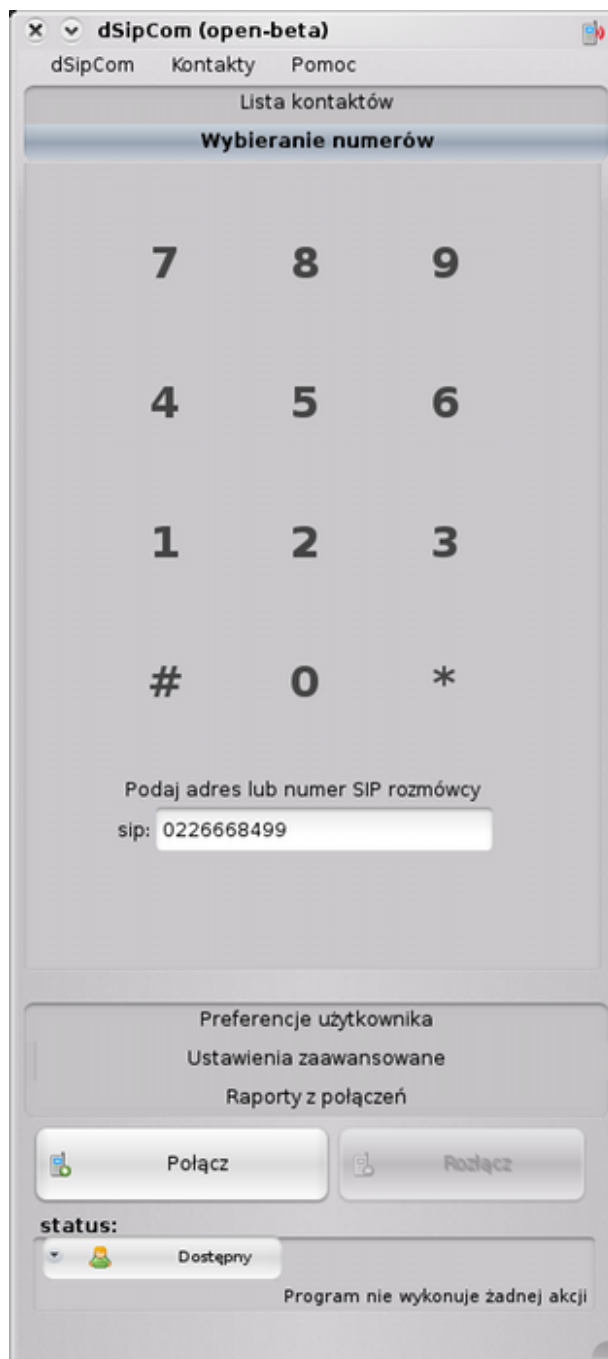 dSipCom (open-beta)
dSipCom Kontakty Pomoc
Lista kontaktów
Wybieranie numerów
7 8 9
4 5 6
1 2 3
# 0 *
Podaj adres lub numer SIP rozmówcy
sip: 0226668499
Preferencje użytkownika
Ustawienia zaawansowane
Raporty z połączeń
Połącz Rozłącz
status:
Dostępny
Program nie wykonuje żadnej akcji